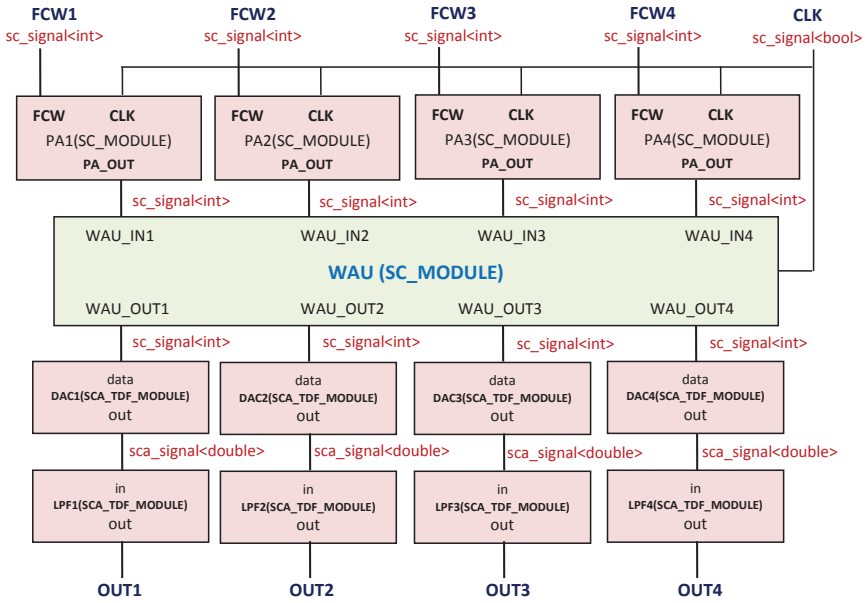 FCW1 FCW2 FCW3 FCW4 CLK
sc_signal<int> sc_signal<int> sc_signal<int> sc_signal<int> sc_signal<bool>
FCW CLK FCW CLK FCW CLK FCW CLK
PA1(SC_MODULE) PA2(SC_MODULE) PA3(SC_MODULE) PA4(SC_MODULE)
PA_OUT PA_OUT PA_OUT PA_OUT
sc_signal<int> sc_signal<int> sc_signal<int> sc_signal<int>
WAU_IN1 WAU_IN2 WAU_IN3 WAU_IN4
WAU (SC_MODULE)
WAU_OUT1 WAU_OUT2 WAU_OUT3 WAU_OUT4
sc_signal<int> sc_signal<int> sc_signal<int> sc_signal<int>
data data data data
DAC1(SCA_TDF_MODULE) DAC2(SCA_TDF_MODULE) DAC3(SCA_TDF_MODULE) DAC4(SCA_TDF_MODULE)
out out out out
sca_signal<double> sca_signal<double> sca_signal<double> sca_signal<double>
in in in in
LPF1(SCA_TDF_MODULE) LPF2(SCA_TDF_MODULE) LPF3(SCA_TDF_MODULE) LPF4(SCA_TDF_MODULE)
out out out out
OUT1 OUT2 OUT3 OUT4